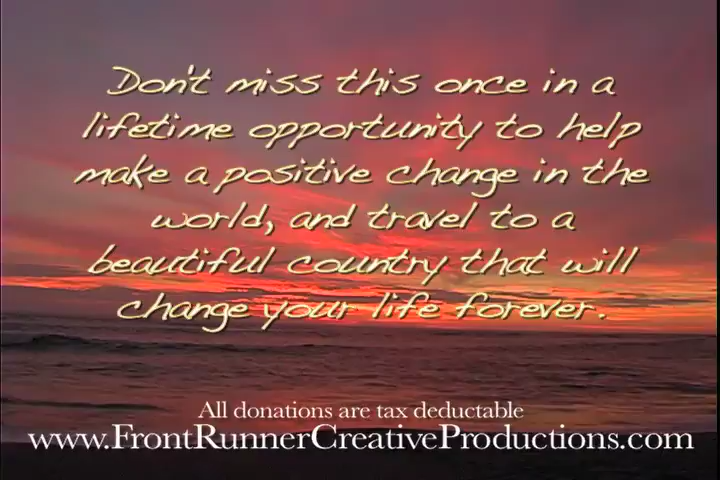 Don't miss this once in a
lifetime opportunity to help
make a positive change in the
world, and travel to a
beautiful country that will
change your life forever.
All donations are tax deductable
www.FrontRunnerCreativeProductions.com